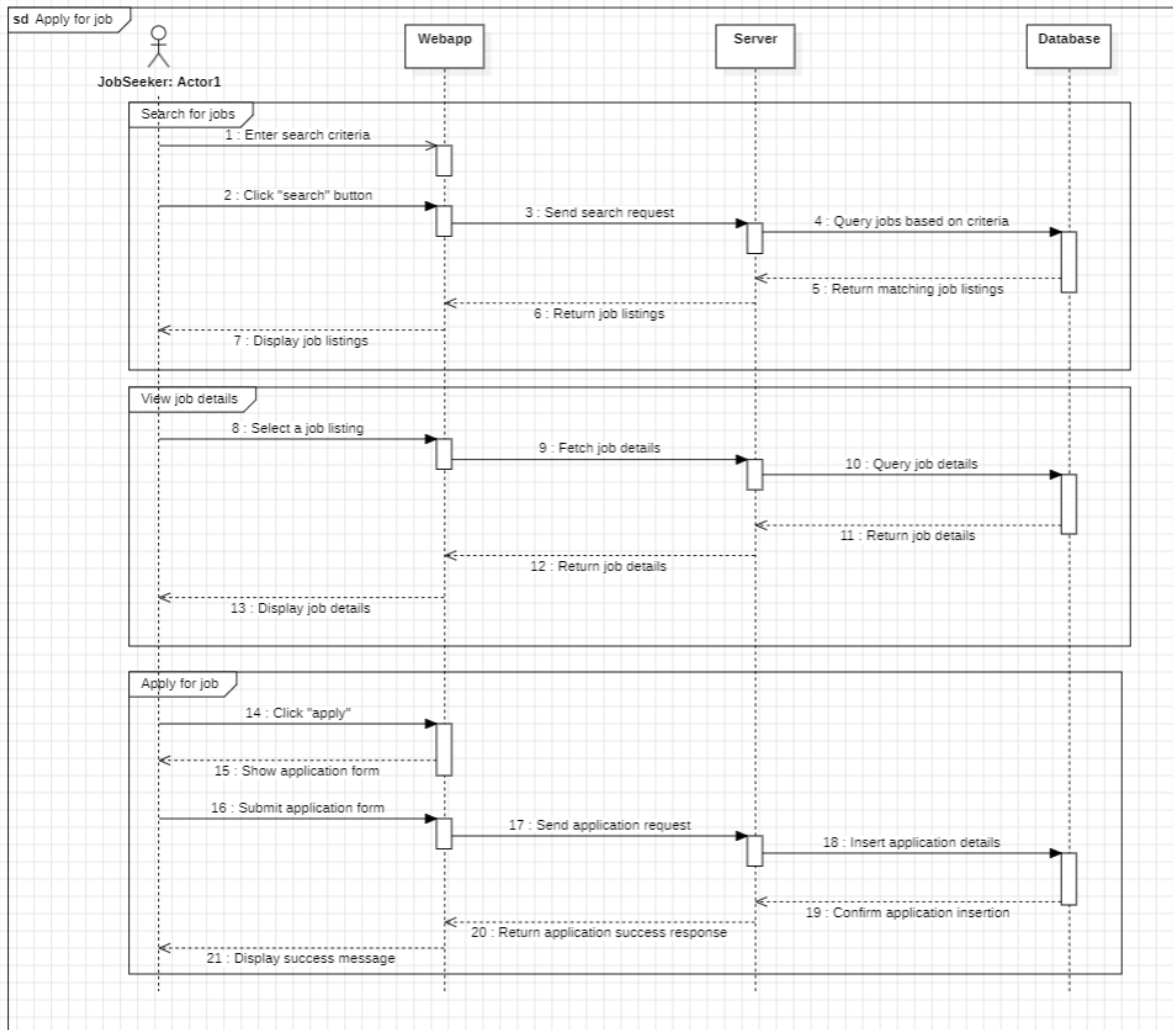 sd Apply for job
JobSeeker: Actor1
Webapp
Server
Database
Search for jobs
1 : Enter search criteria
2 : Click "search" button
3 : Send search request
4 : Query jobs based on criteria
5 : Return matching job listings
6 : Return job listings
7 : Display job listings
View job details
8 : Select a job listing
9 : Fetch job details
10 : Query job details
11 : Return job details
12 : Return job details
13 : Display job details
Apply for job
14 : Click "apply"
15 : Show application form
16 : Submit application form
17 : Send application request
18 : Insert application details
19 : Confirm application insertion
20 : Return application success response
21 : Display success message